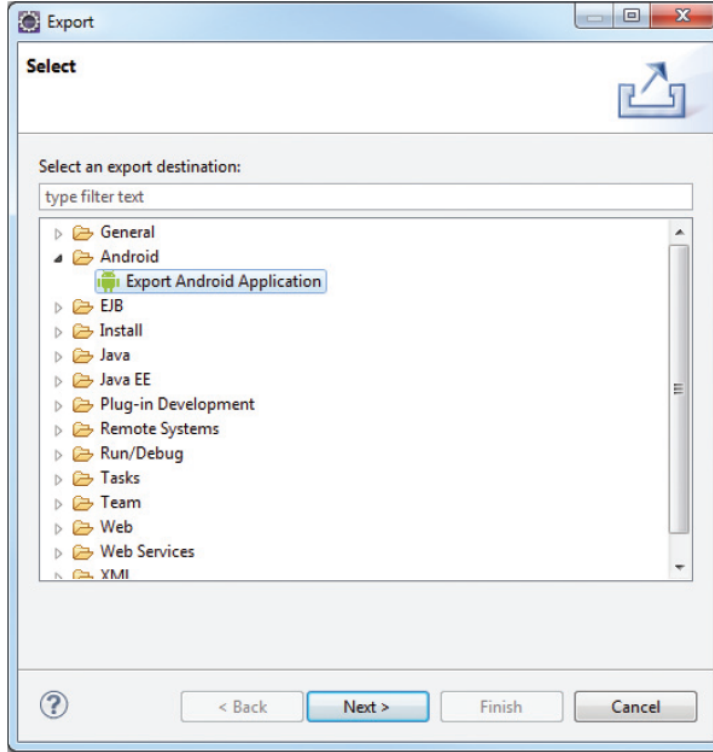 Export
Select
Select an export destination:
type filter text
General
Android
Export Android Application
EJB
Install
Java
Java EE
Plug-in Development
Remote Systems
Run/Debug
Tasks
Team
Web
Web Services
XML
< Back
Next >
Finish
Cancel